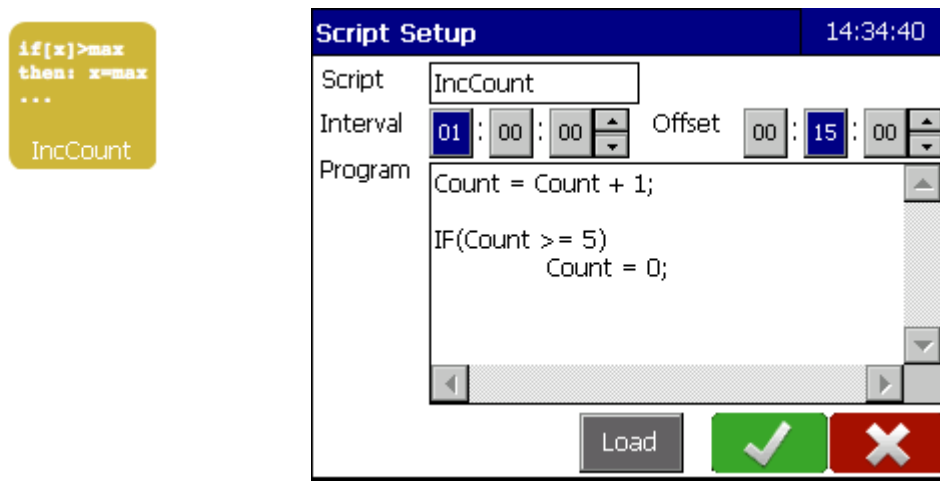 if[x]>max
then: x=max
...
IncCount
Script Setup 14:34:40
Script IncCount
Interval 01 : 00 : 00 Offset 00 : 15 : 00
Program
Count = Count + 1;
IF(Count >= 5)
Count = 0;
Load